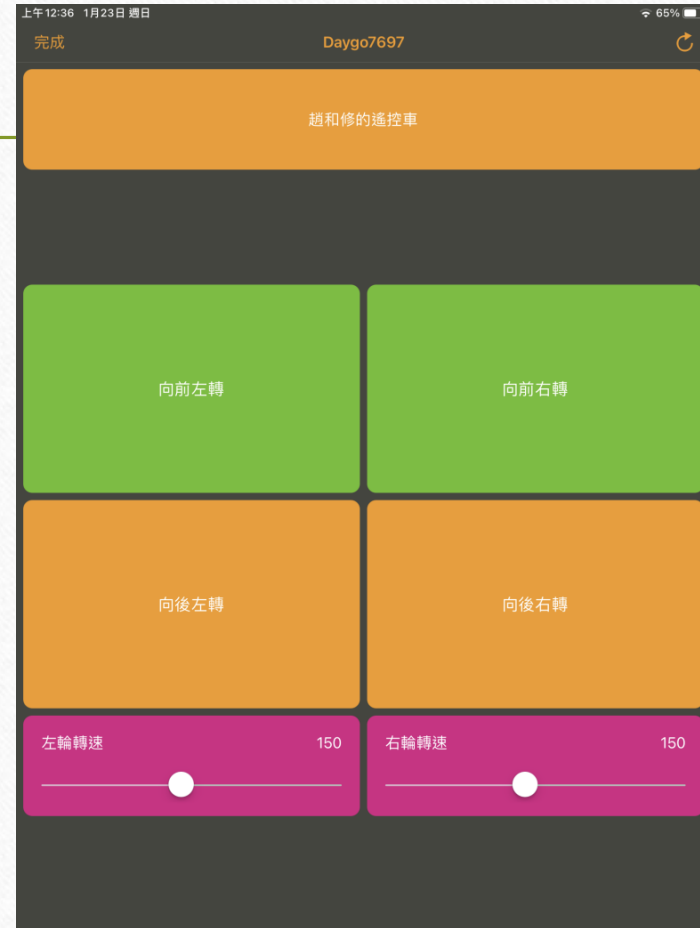 上午12:36 1月23日 週日 65%
完成 Daygo7697
趙和修的遙控車
向前左轉 向前右轉
向後左轉 向後右轉
左輪轉速 150 右輪轉速 150